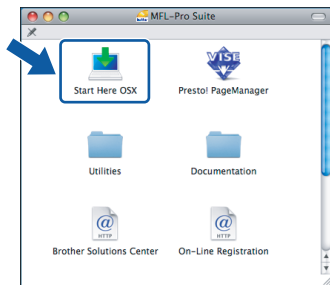 MFL-Pro Suite
Start Here OSX
VISE
Presto! PageManager
Utilities
Documentation
@
HTTP
@
HTTP
Brother Solutions Center
On-Line Registration